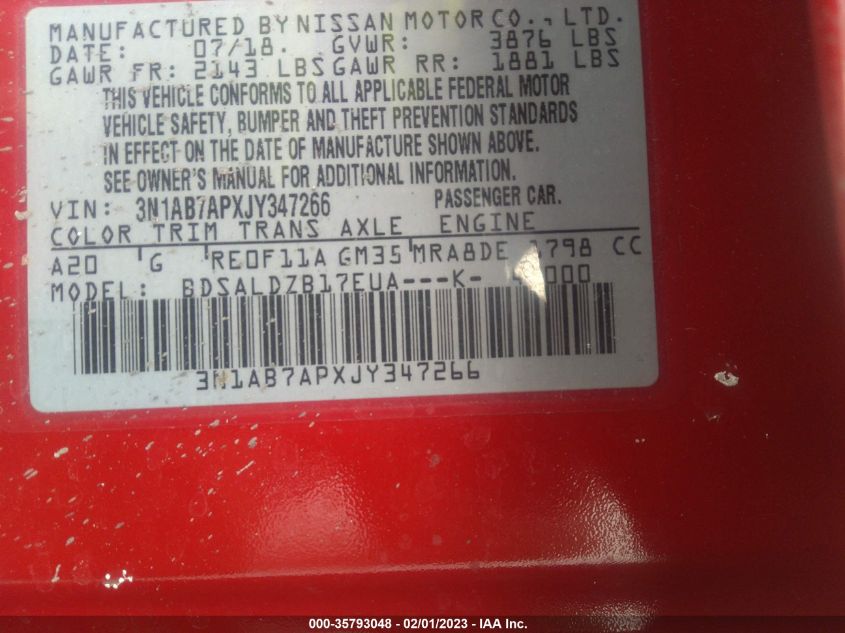 MANUFACTURED BY NISSAN MOTOR CO., LTD.
DATE: 07/18. GVWR: 3876 LBS
GAWR FR: 2143 LBS GAWR RR: 1881 LBS
THIS VEHICLE CONFORMS TO ALL APPLICABLE FEDERAL MOTOR
VEHICLE SAFETY, BUMPER AND THEFT PREVENTION STANDARDS
IN EFFECT ON THE DATE OF MANUFACTURE SHOWN ABOVE.
SEE OWNER'S MANUAL FOR ADDITIONAL INFORMATION.
VIN: 3N1AB7APXJY347266 PASSENGER CAR.
COLOR TRIM TRANS AXLE ENGINE
A20 G RE0F11A GM35 MRA8DE 1798 CC
MODEL: BDSALDZB17EUA---K-
3N1AB7APXJY347266
000-35793048 - 02/01/2023 - IAA Inc.